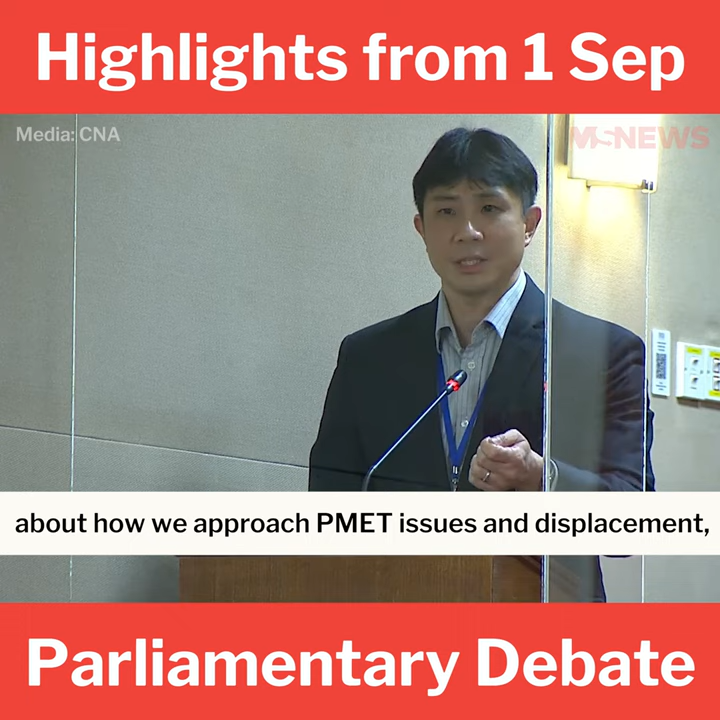 Highlights from 1 Sep
Media: CNA
MSNEWS
about how we approach PMET issues and displacement,
Parliamentary Debate